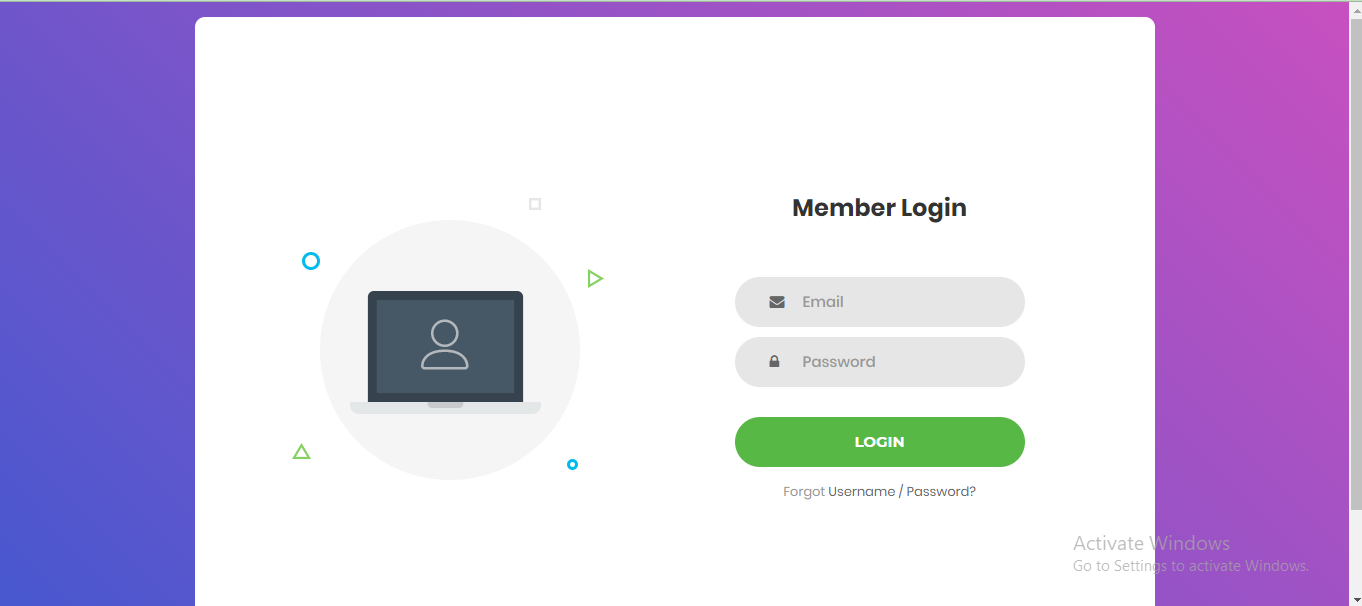 Member Login
Email
Password
LOGIN
Forgot Username / Password?
Activate Windows
Go to Settings to activate Windows.